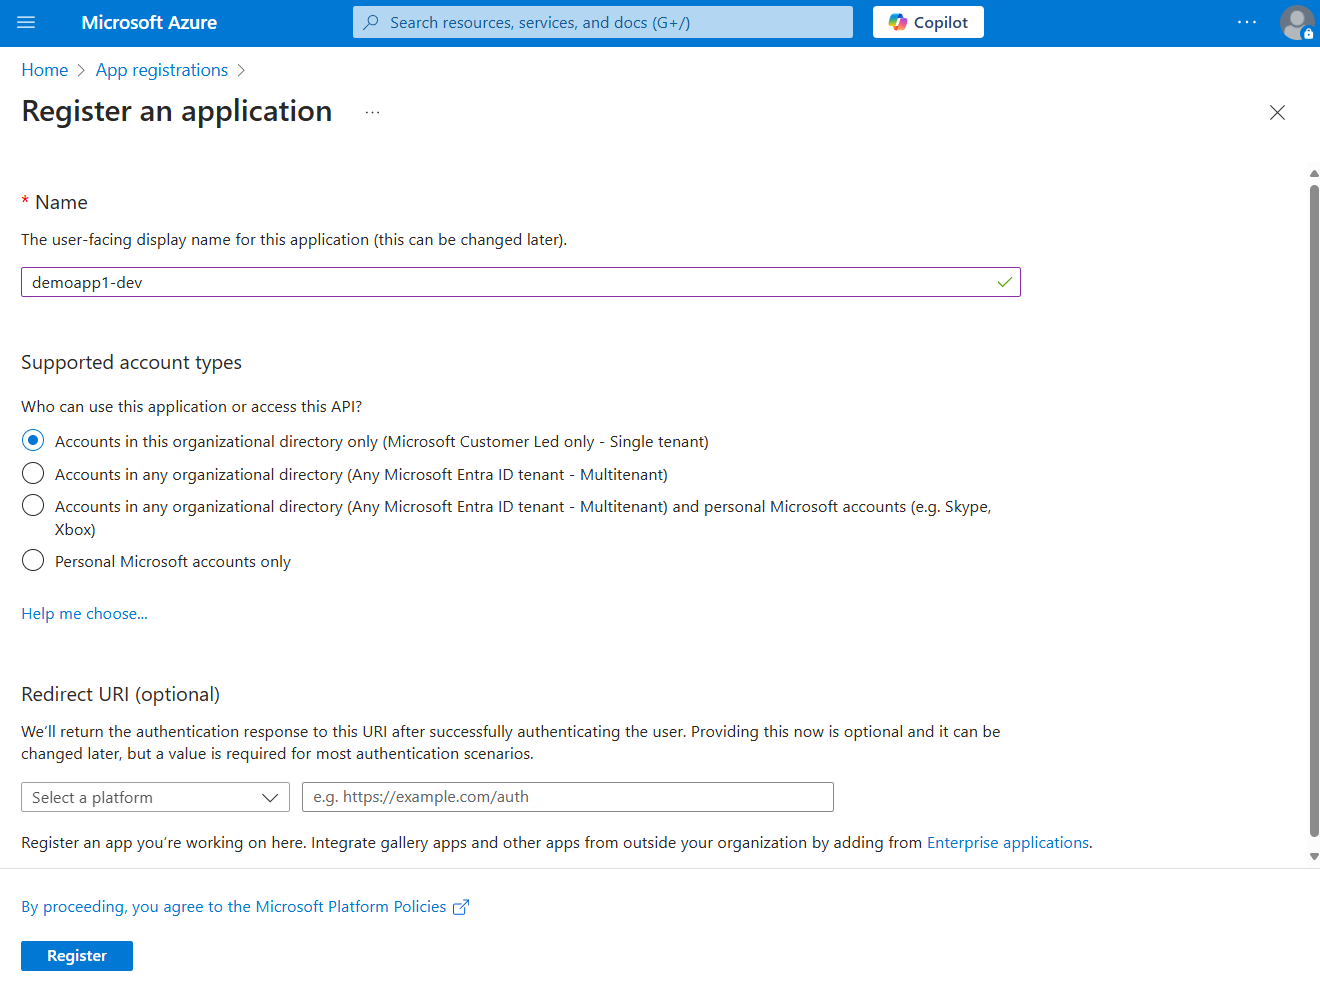 Microsoft Azure
Search resources, services, and docs (G+/)
Copilot
...
Home > App registrations >
Register an application ...
* Name
The user-facing display name for this application (this can be changed later).
demoapp1-dev
Supported account types
Who can use this application or access this API?
Accounts in this organizational directory only (Microsoft Customer Led only - Single tenant)
Accounts in any organizational directory (Any Microsoft Entra ID tenant - Multitenant)
Accounts in any organizational directory (Any Microsoft Entra ID tenant - Multitenant) and personal Microsoft accounts (e.g. Skype,
Xbox)
Personal Microsoft accounts only
Help me choose...
Redirect URI (optional)
We'll return the authentication response to this URI after successfully authenticating the user. Providing this now is optional and it can be
changed later, but a value is required for most authentication scenarios.
Select a platform
e.g. https://example.com/auth
Register an app you're working on here. Integrate gallery apps and other apps from outside your organization by adding from Enterprise applications.
By proceeding, you agree to the Microsoft Platform Policies
Register